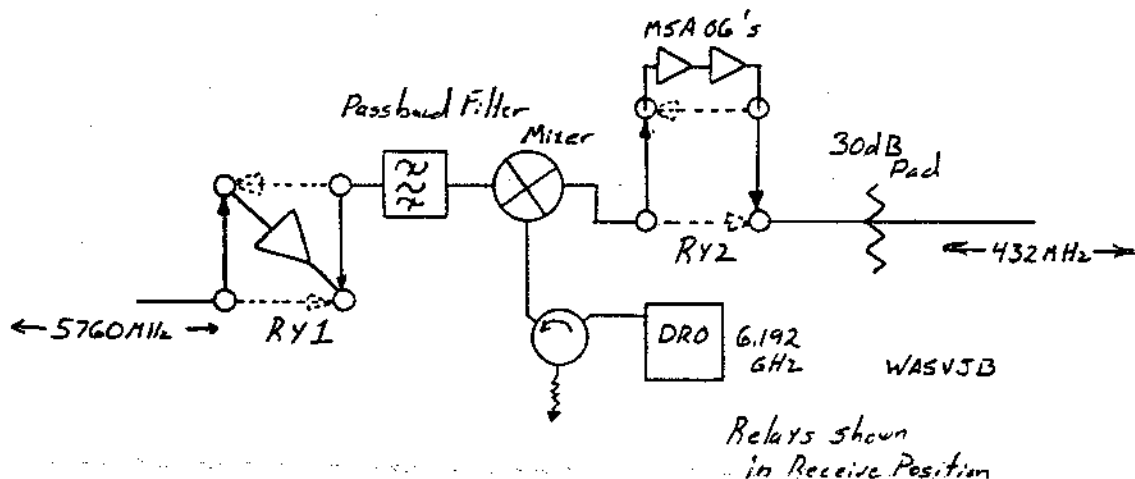 MSA 06's
Passband Filter
Mixer
30dB
Pad
RY2
432MHz
5760MHz
RY1
DRO
6.192
GHz
WA5VJB
Relays shown
in Receive Position